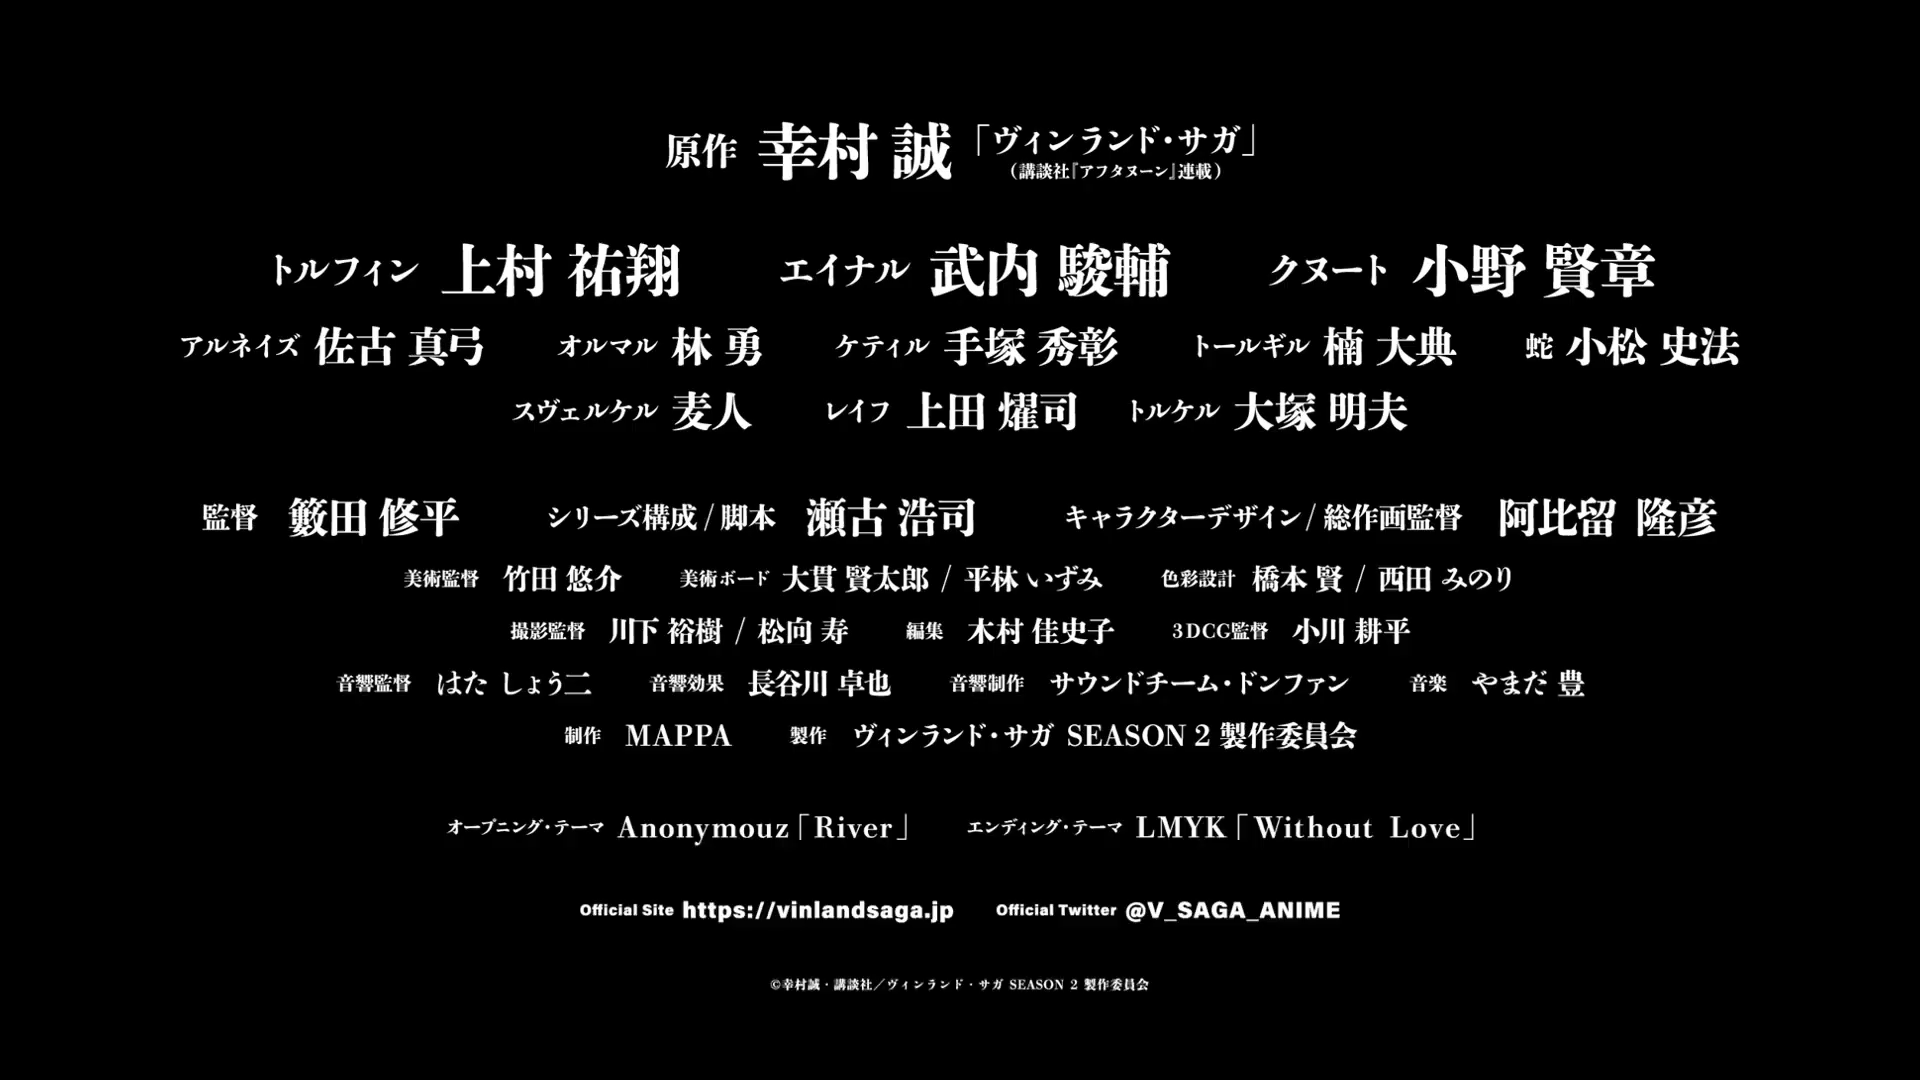 原作 幸村 誠「ヴィンランド・サガ」
(講談社『アフタヌーン』連載)
トルフィン 上村 祐翔 エイナル 武内 駿輔 クヌート 小野 賢章
アルネイズ 佐古 真弓 オルマル 林 勇 ケティル 手塚 秀彰 トールギル 楠 大典 蛇 小松 史法
スヴェルケル 麦人 レイフ 上田 燿司 トルケル 大塚 明夫
監督 籔田 修平 シリーズ構成 / 脚本 瀬古 浩司 キャラクターデザイン / 総作画監督 阿比留 隆彦
美術監督 竹田 悠介 美術ボード 大貫 賢太郎 / 平林 いずみ 色彩設計 橋本 賢 / 西田 みのり
撮影監督 川下 裕樹 / 松向 寿 編集 木村 佳史子 3DCG監督 小川 耕平
音響監督 はた しょう二 音響効果 長谷川 卓也 音響制作 サウンドチーム・ドンファン 音楽 やまだ 豊
制作 MAPPA 製作 ヴィンランド・サガ SEASON 2 製作委員会
オープニング・テーマ Anonymouz「River」 エンディング・テーマ LMYK「Without Love」
Official Site https://vinlandsaga.jp Official Twitter @V_SAGA_ANIME
©幸村誠・講談社／ヴィンランド・サガ SEASON 2 製作委員会